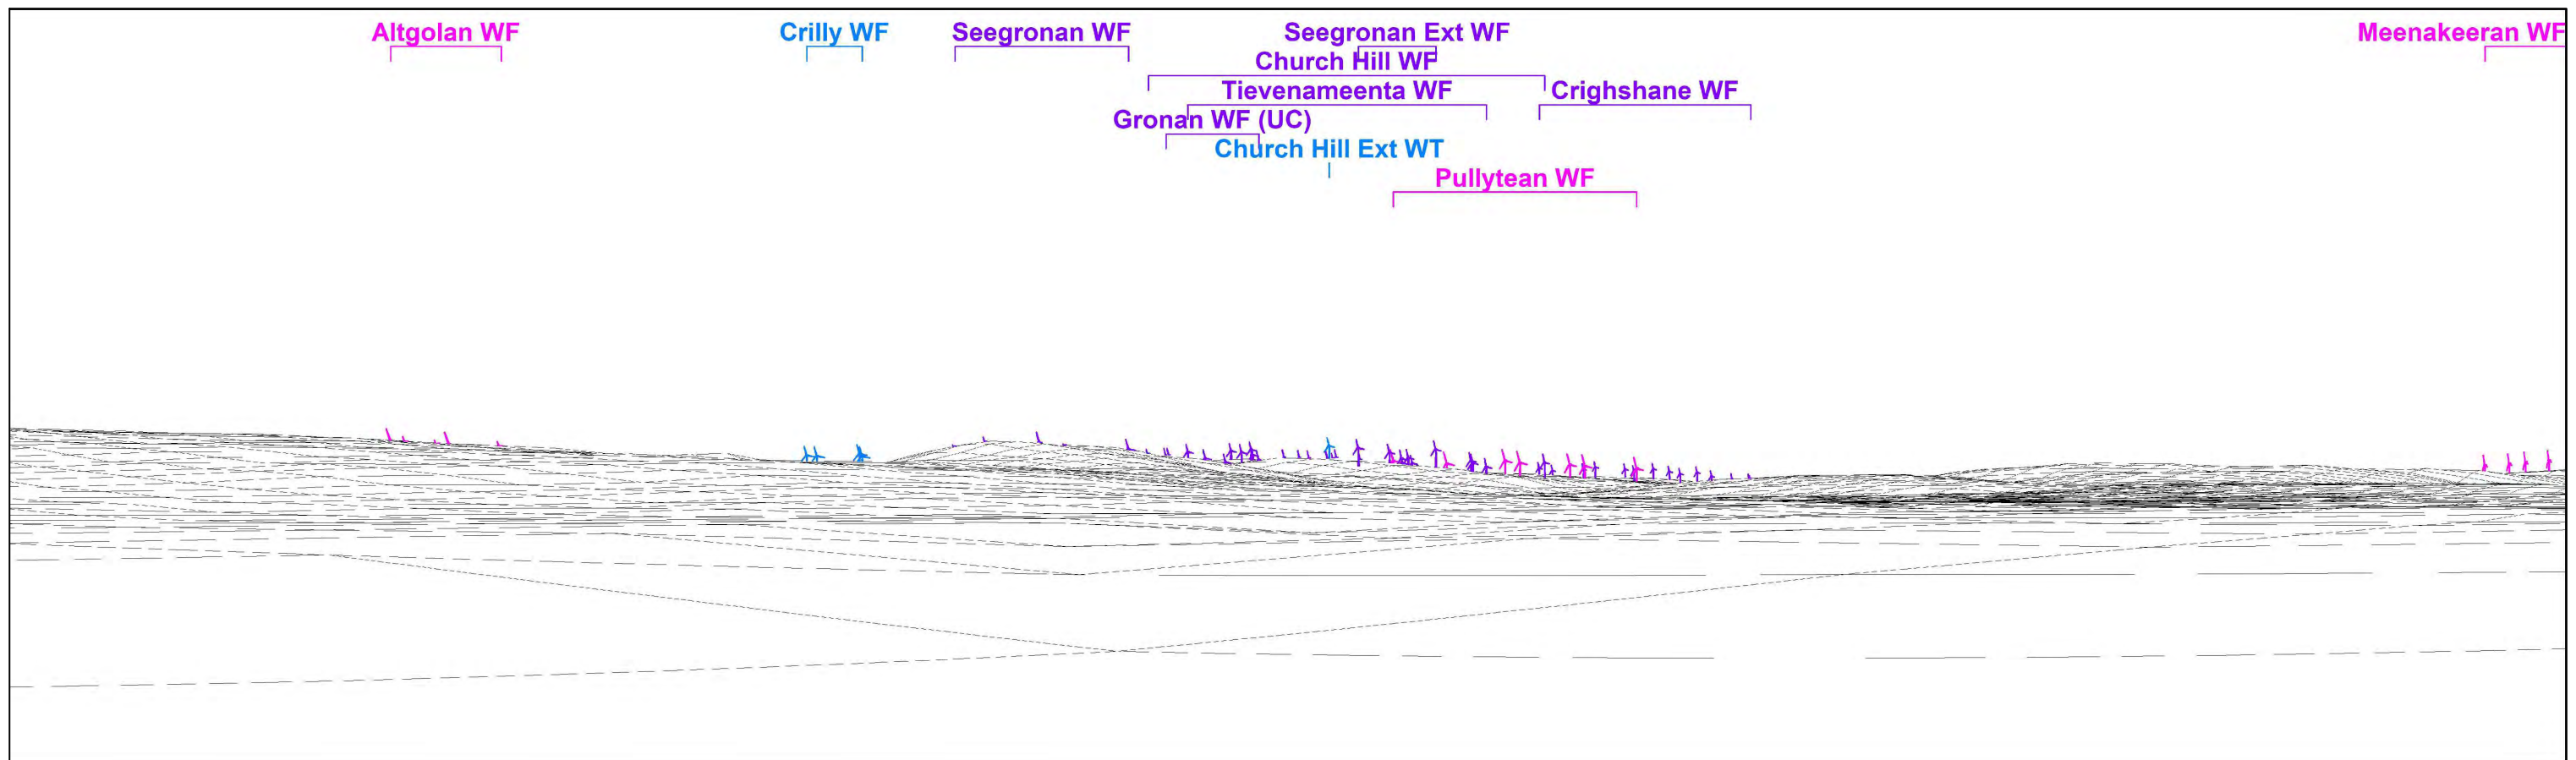 Altgolan WF
Crilly WF
Seegronan WF
Seegronan Ext WF
Meenakeeran WF
Church Hill WF
Tievenameenta WF
Crighshane WF
Gronan WF (UC)
Church Hill Ext WT
Pullytean WF